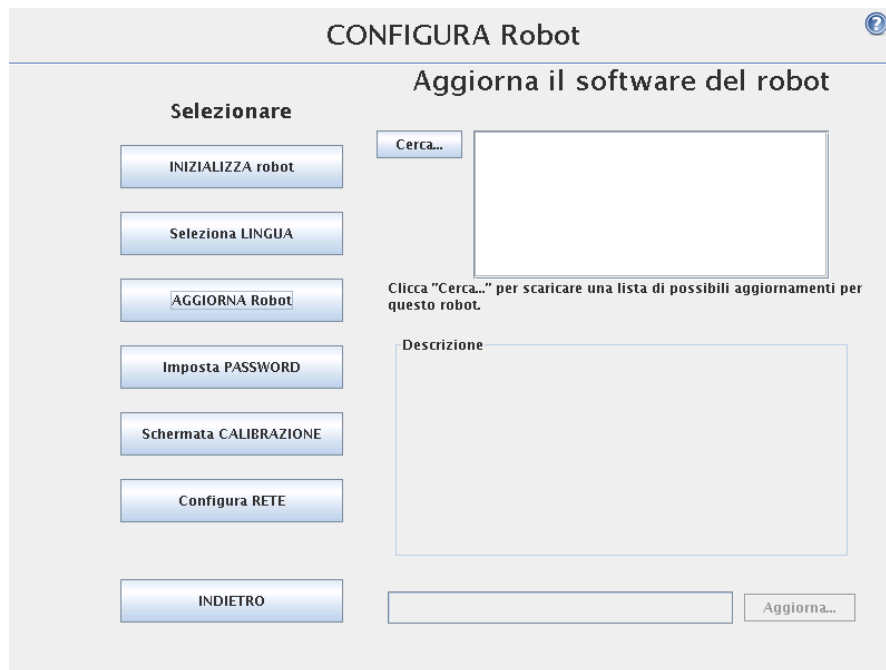 CONFIGURA Robot
?
Aggiorna il software del robot
Selezionare
INIZIALIZZA robot
Seleziona LINGUA
AGGIORNA Robot
Imposta PASSWORD
Schermata CALIBRAZIONE
Configura RETE
INDIETRO
Cerca...
Clicca "Cerca..." per scaricare una lista di possibili aggiornamenti per
questo robot.
Descrizione
Aggiorna...